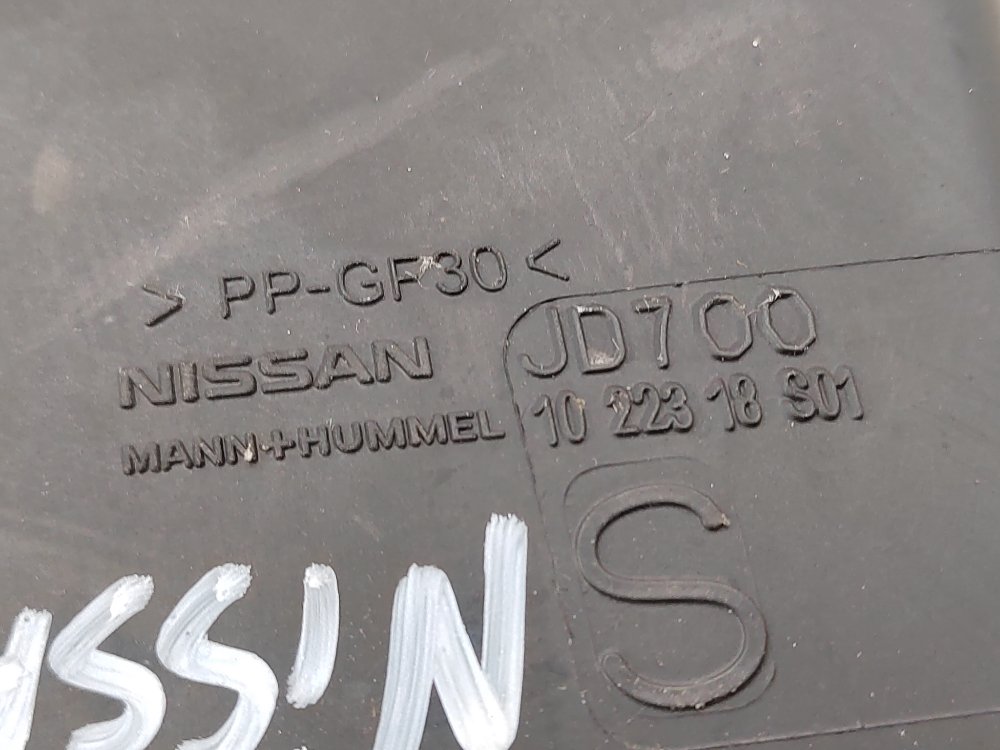 > PP-GF30 <
NISSAN
MANN+HUMMEL
JD700
10 223 18 S01
S